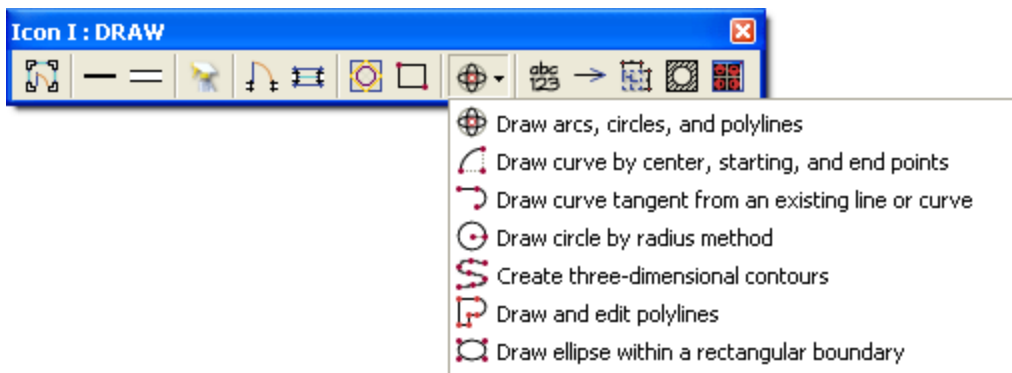 Icon I : DRAW
abc
123
Draw arcs, circles, and polylines
Draw curve by center, starting, and end points
Draw curve tangent from an existing line or curve
Draw circle by radius method
Create three-dimensional contours
Draw and edit polylines
Draw ellipse within a rectangular boundary